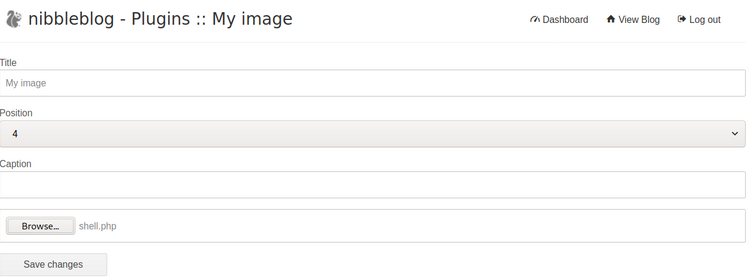 nibbleblog - Plugins :: My image
Dashboard View Blog Log out
Title
My image
Position
4
Caption
Browse... shell.php
Save changes